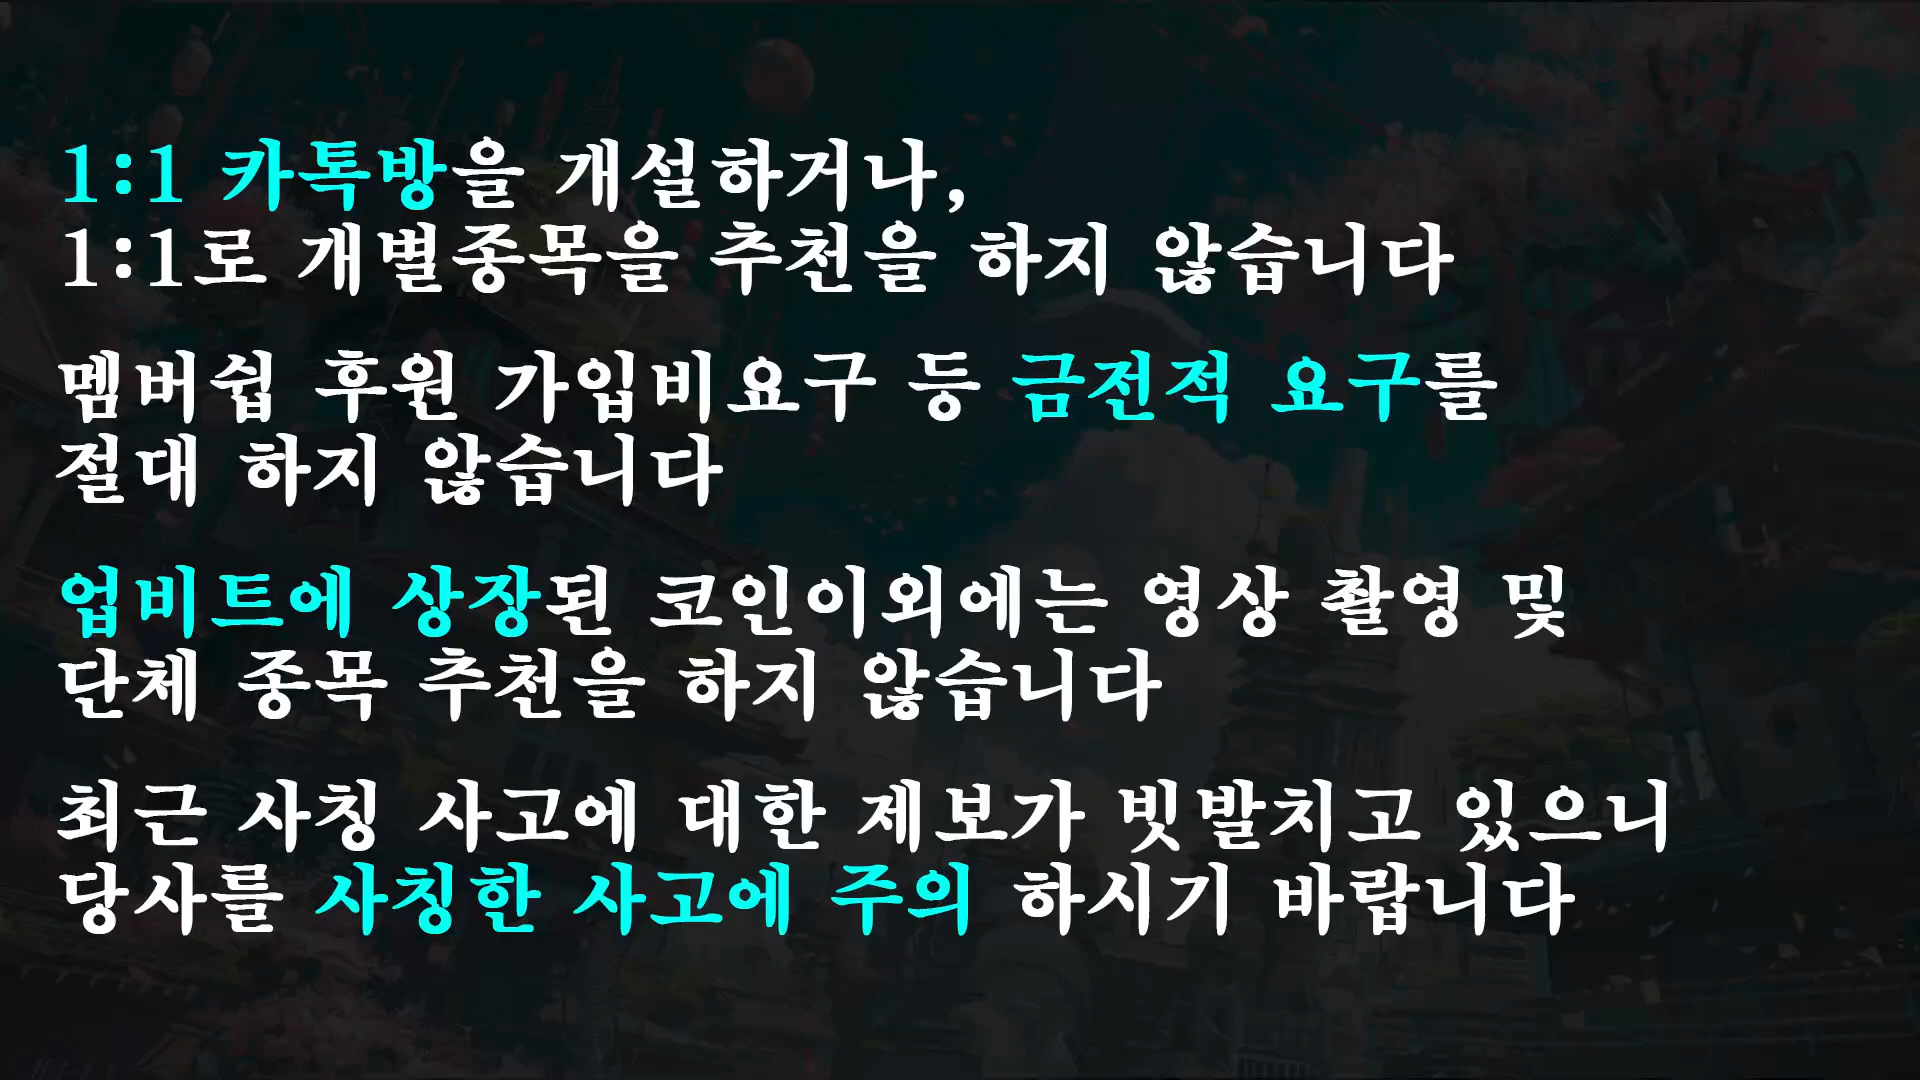 1:1 카톡방을 개설하거나,
1:1로 개별종목을 추천을 하지 않습니다
멤버쉽 후원 가입비요구 등 금전적 요구를
절대 하지 않습니다
업비트에 상장된 코인이외에는 영상 촬영 및
단체 종목 추천을 하지 않습니다
최근 사칭 사고에 대한 제보가 빗발치고 있으니
당사를 사칭한 사고에 주의 하시기 바랍니다